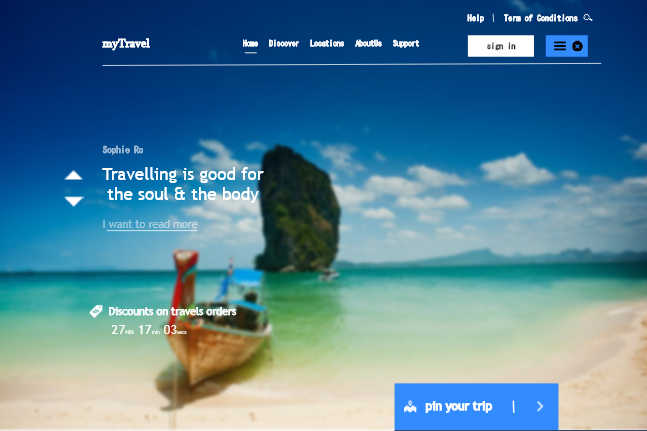 Help | Term of Conditions
myTravel
Home Discover Locations AboutUs Support
sign in
Sophie Ro
Travelling is good for
the soul & the body
I want to read more
Discounts on travels orders
27HRS 17min 03secs
pin your trip |